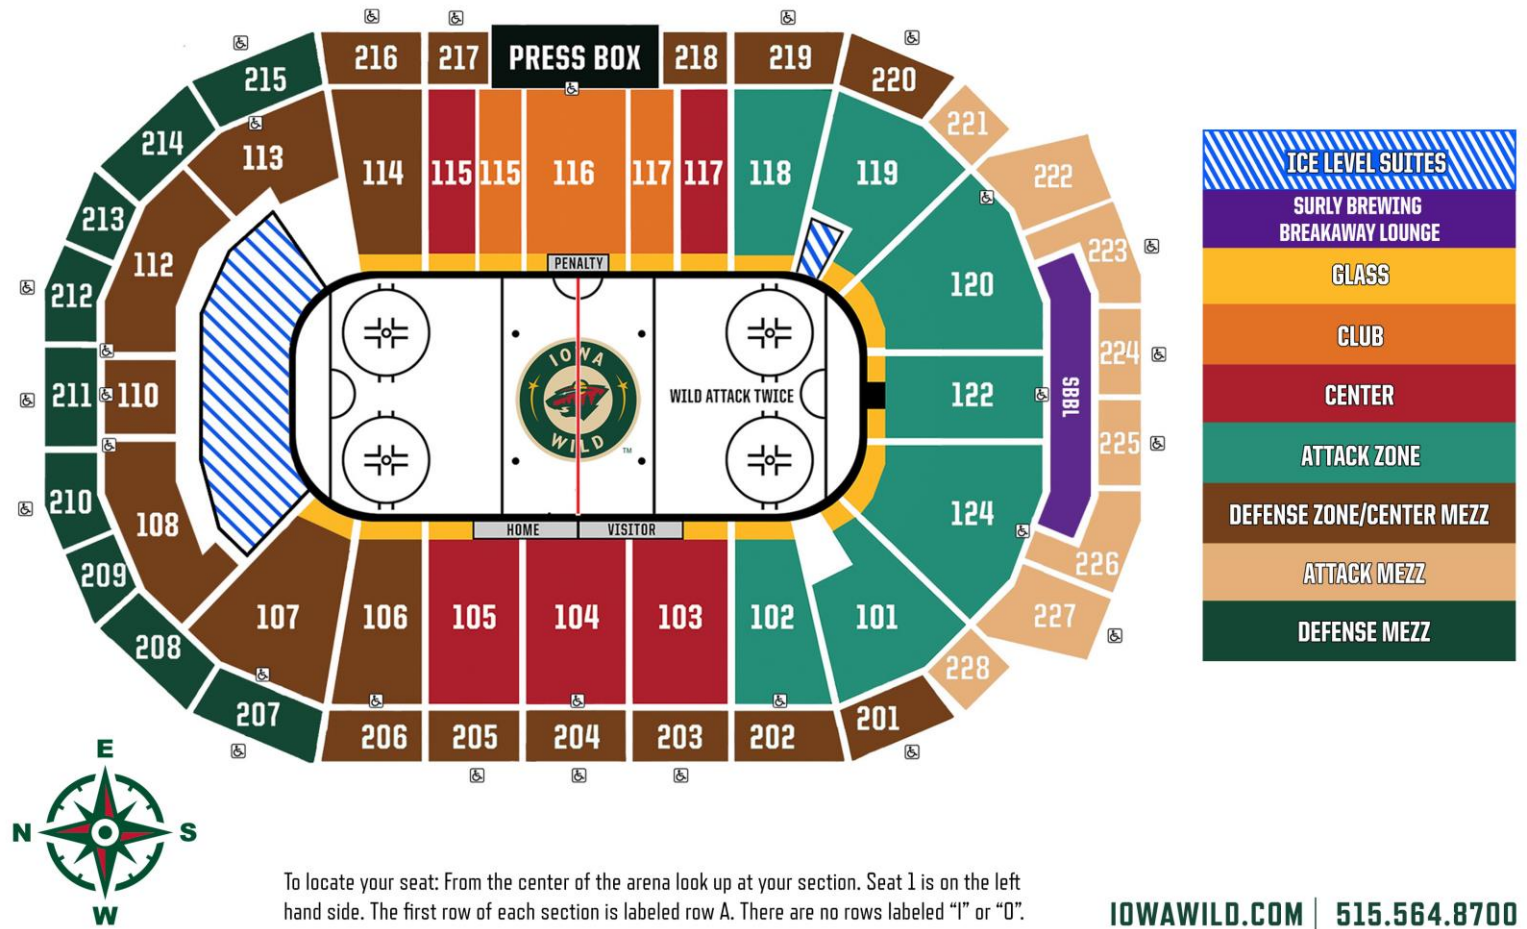 216
217
PRESS BOX
218
219
215
220
214
221
113
114
115
115
116
117
117
118
119
222
213
223
112
212
120
PENALTY
IOWA
WILD
TM
WILD ATTACK TWICE
211
110
122
SBBL
224
225
210
108
124
HOME
VISITOR
209
226
107
106
105
104
103
102
101
227
208
228
207
206
205
204
203
202
201
ICE LEVEL SUITES
SURLY BREWING
BREAKAWAY LOUNGE
GLASS
CLUB
CENTER
ATTACK ZONE
DEFENSE ZONE/CENTER MEZZ
ATTACK MEZZ
DEFENSE MEZZ
E
N
S
W
To locate your seat: From the center of the arena look up at your section. Seat 1 is on the left
hand side. The first row of each section is labeled row A. There are no rows labeled “I” or “O”.
IOWAWILD.COM | 515.564.8700